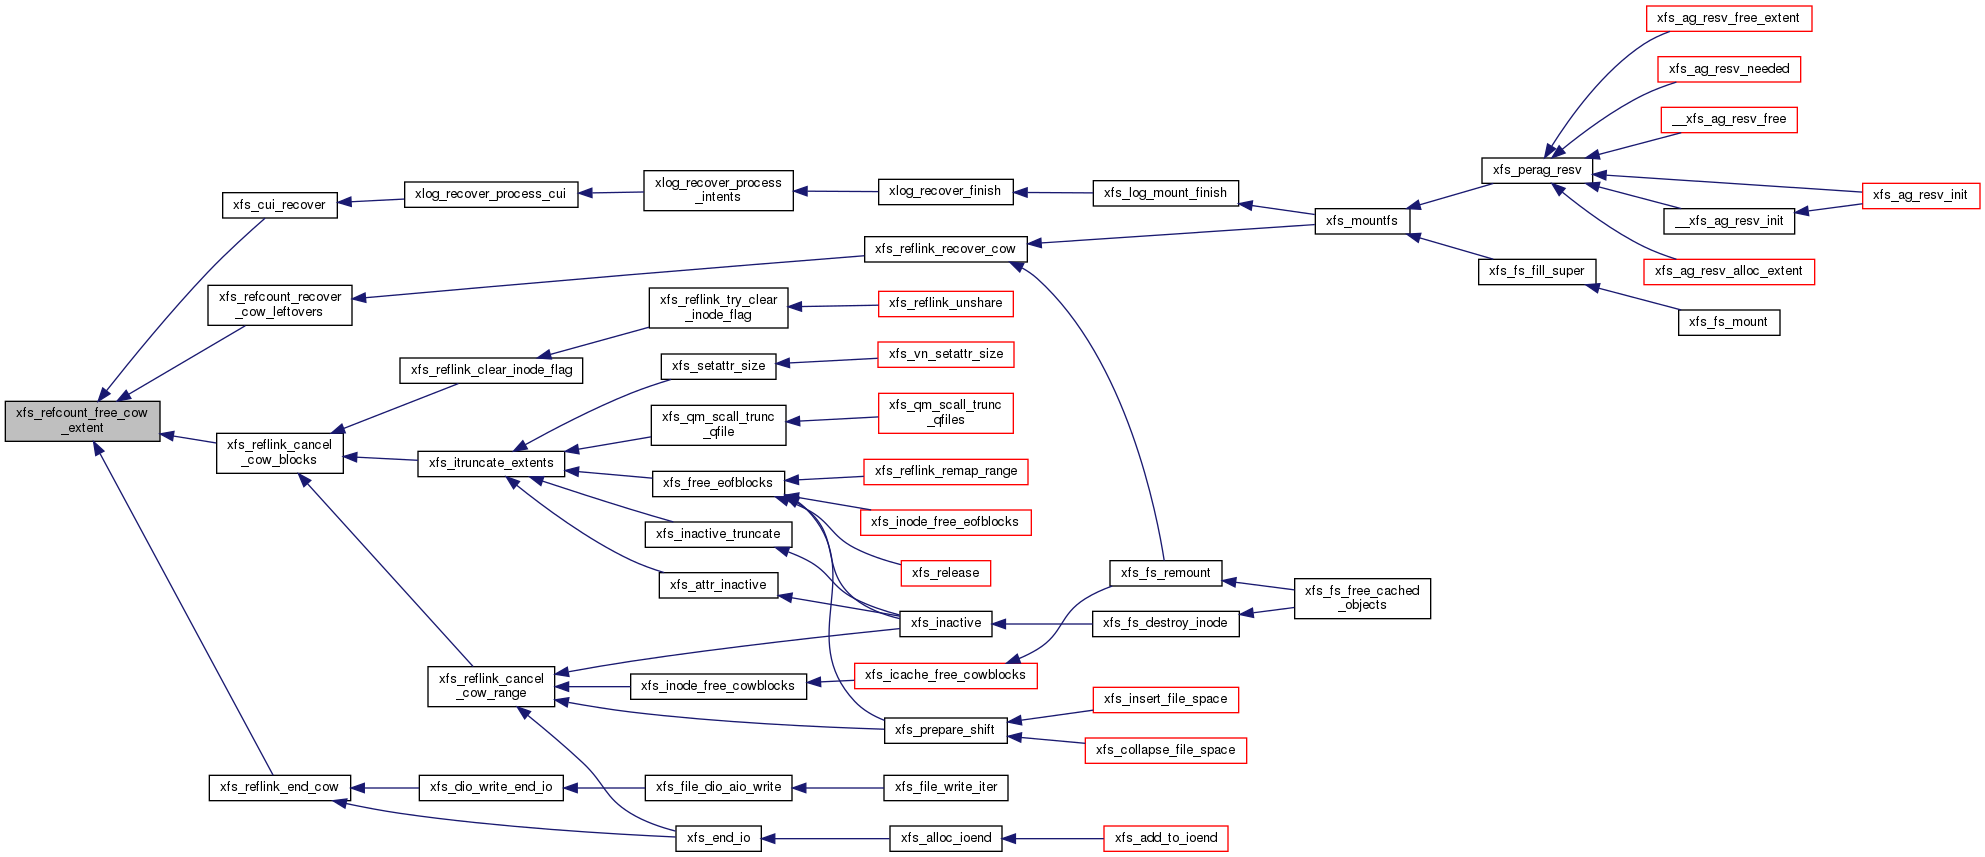 xfs_ag_resv_free_extent
xfs_ag_resv_needed
__xfs_ag_resv_free
xfs_perag_resv
xlog_recover_process
_intents
xlog_recover_process_cui
xlog_recover_finish
xfs_log_mount_finish
xfs_ag_resv_init
xfs_cui_recover
xfs_mountfs
__xfs_ag_resv_init
xfs_reflink_recover_cow
xfs_fs_fill_super
xfs_ag_resv_alloc_extent
xfs_refcount_recover
_cow_leftovers
xfs_reflink_try_clear
_inode_flag
xfs_reflink_unshare
xfs_fs_mount
xfs_reflink_clear_inode_flag
xfs_setattr_size
xfs_vn_setattr_size
xfs_refcount_free_cow
_extent
xfs_qm_scall_trunc
_qfile
xfs_qm_scall_trunc
_qfiles
xfs_reflink_cancel
_cow_blocks
xfs_itruncate_extents
xfs_free_eofblocks
xfs_reflink_remap_range
xfs_inode_free_eofblocks
xfs_inactive_truncate
xfs_release
xfs_attr_inactive
xfs_fs_remount
xfs_fs_free_cached
_objects
xfs_inactive
xfs_fs_destroy_inode
xfs_reflink_cancel
_cow_range
xfs_inode_free_cowblocks
xfs_icache_free_cowblocks
xfs_insert_file_space
xfs_prepare_shift
xfs_collapse_file_space
xfs_reflink_end_cow
xfs_dio_write_end_io
xfs_file_dio_aio_write
xfs_file_write_iter
xfs_end_io
xfs_alloc_ioend
xfs_add_to_ioend